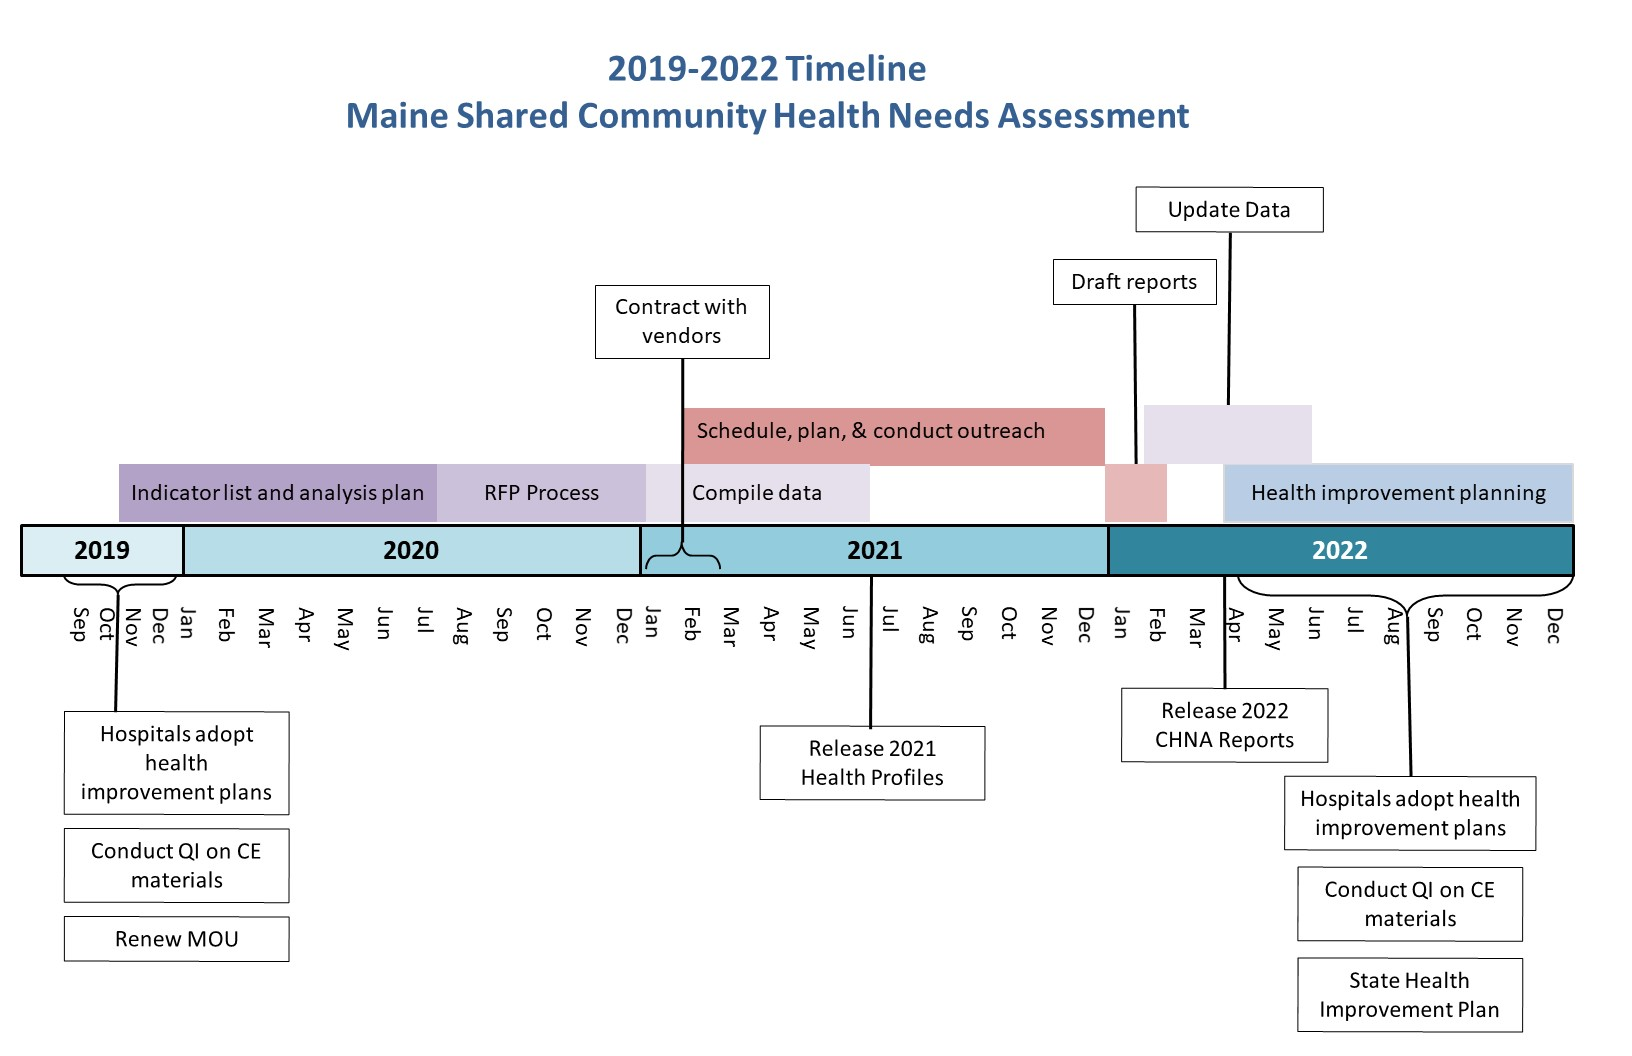 2019-2022 Timeline
Maine Shared Community Health Needs Assessment
Update Data
Draft reports
Contract with
vendors
Schedule, plan, & conduct outreach
Indicator list and analysis plan
RFP Process
Compile data
Health improvement planning
2019
2020
2021
2022
Sep
Oct
Nov
Dec
Jan
Feb
Mar
Apr
May
Jun
Jul
Aug
Sep
Oct
Nov
Dec
Jan
Feb
Mar
Apr
May
Jun
Jul
Aug
Sep
Oct
Nov
Dec
Jan
Feb
Mar
Apr
May
Jun
Jul
Aug
Sep
Oct
Nov
Dec
Hospitals adopt
health
improvement plans
Conduct QI on CE
materials
Renew MOU
Release 2021
Health Profiles
Release 2022
CHNA Reports
Hospitals adopt health
improvement plans
Conduct QI on CE
materials
State Health
Improvement Plan